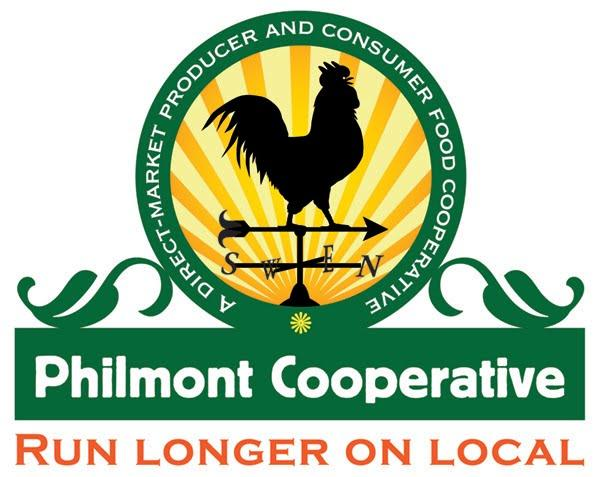 A DIRECT-MARKET PRODUCER AND CONSUMER FOOD COOPERATIVE
S W E N
Philmont Cooperative
RUN LONGER ON LOCAL